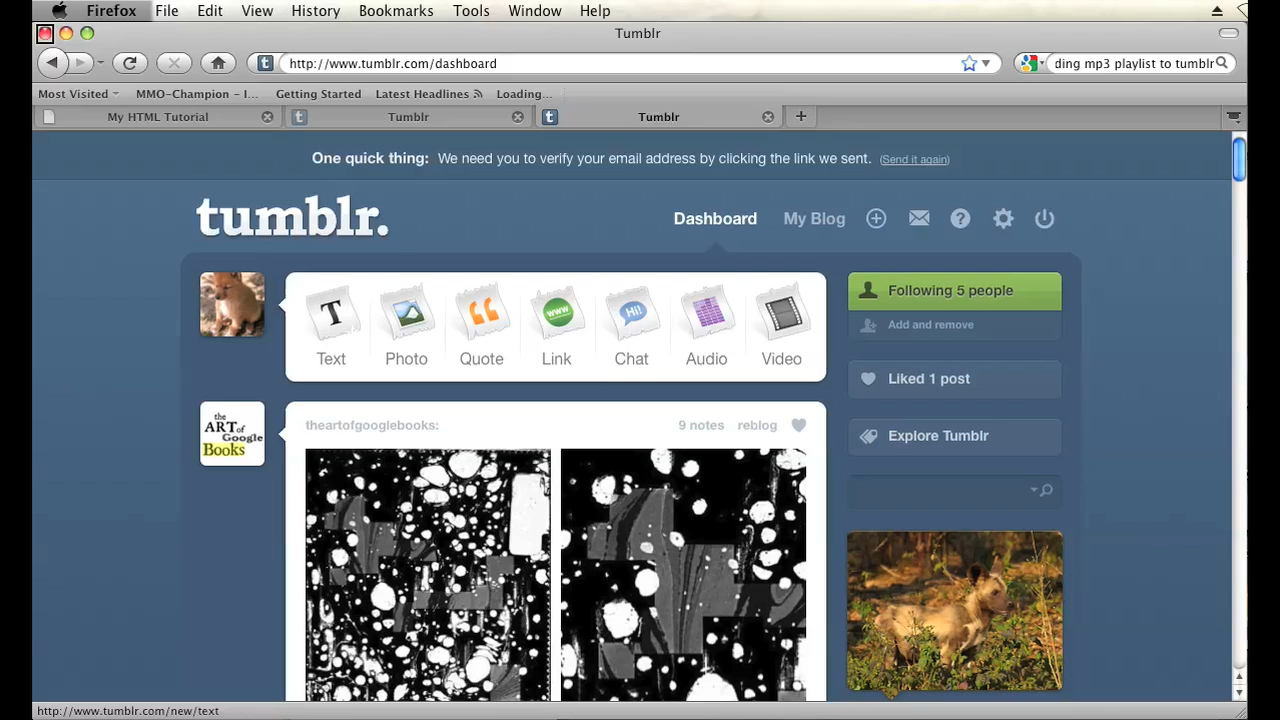 Firefox File Edit View History Bookmarks Tools Window Help
Tumblr
http://www.tumblr.com/dashboard
ding mp3 playlist to tumblr
Most Visited MMO-Champion - I... Getting Started Latest Headlines Loading...
My HTML Tutorial Tumblr Tumblr
One quick thing: We need you to verify your email address by clicking the link we sent. (Send it again)
tumblr.
Dashboard My Blog
Following 5 people
T
www
Hi!
Text Photo Quote Link Chat Audio Video
Add and remove
Liked 1 post
the
ART of
Google
Books
theartofgooglebooks: 9 notes reblog
Explore Tumblr
http://www.tumblr.com/new/text